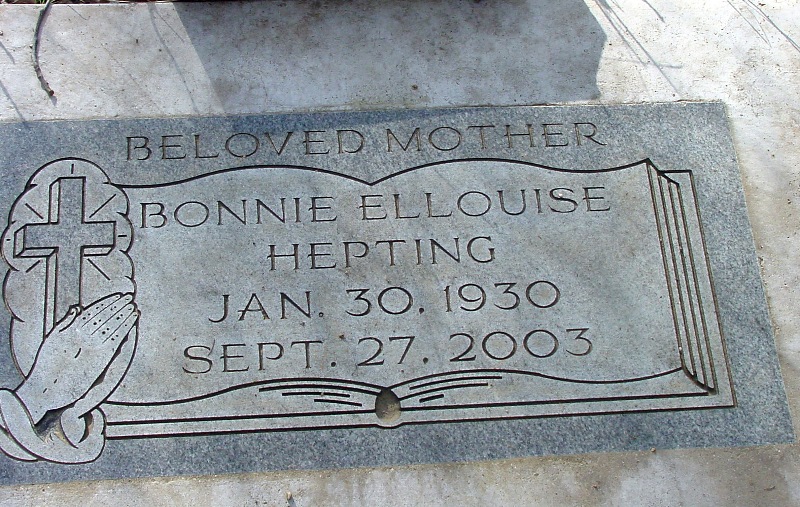 BELOVED MOTHER
BONNIE ELLOUISE
HEPTING
JAN. 30, 1930
SEPT. 27, 2003